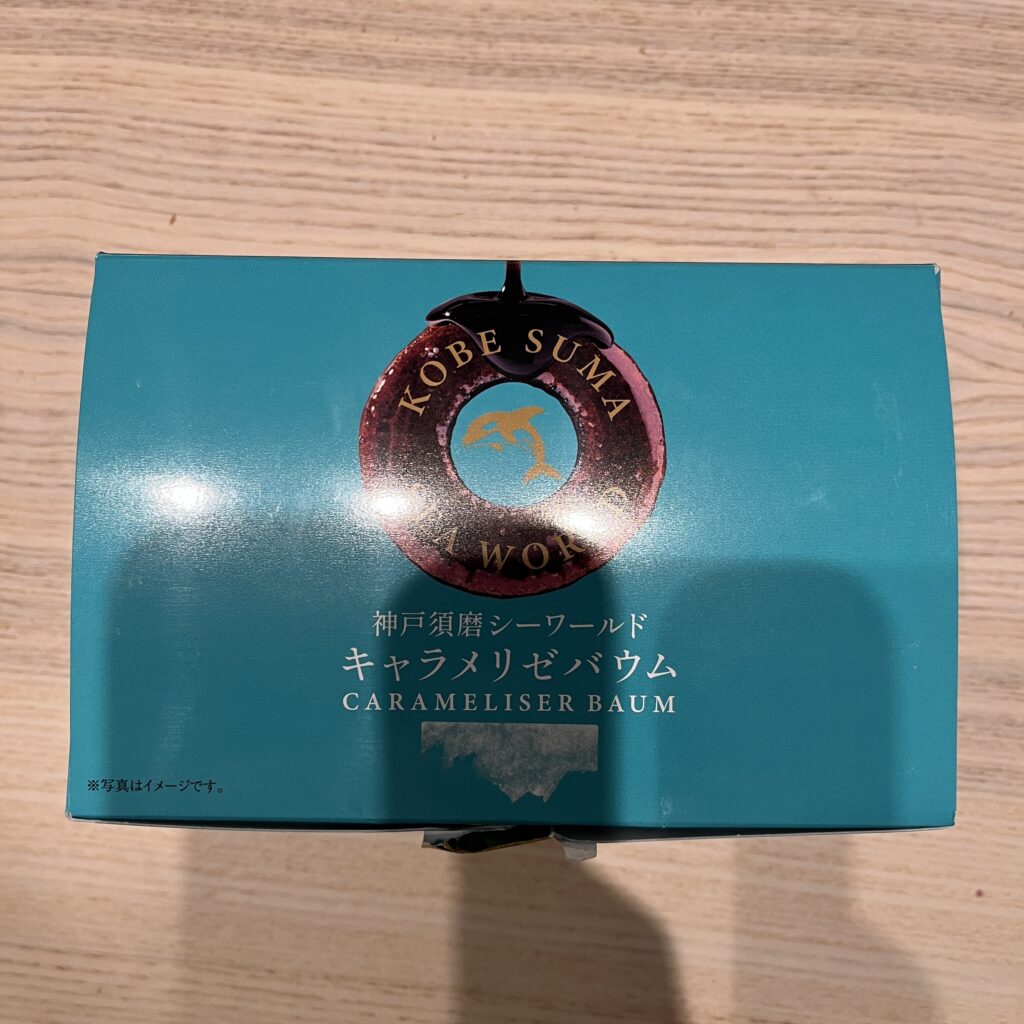 KOBE SUMA
WOR
神戸須磨シーワールド
キャラメリゼバウム
CARAMELISER BAUM
※写真はイメージです。